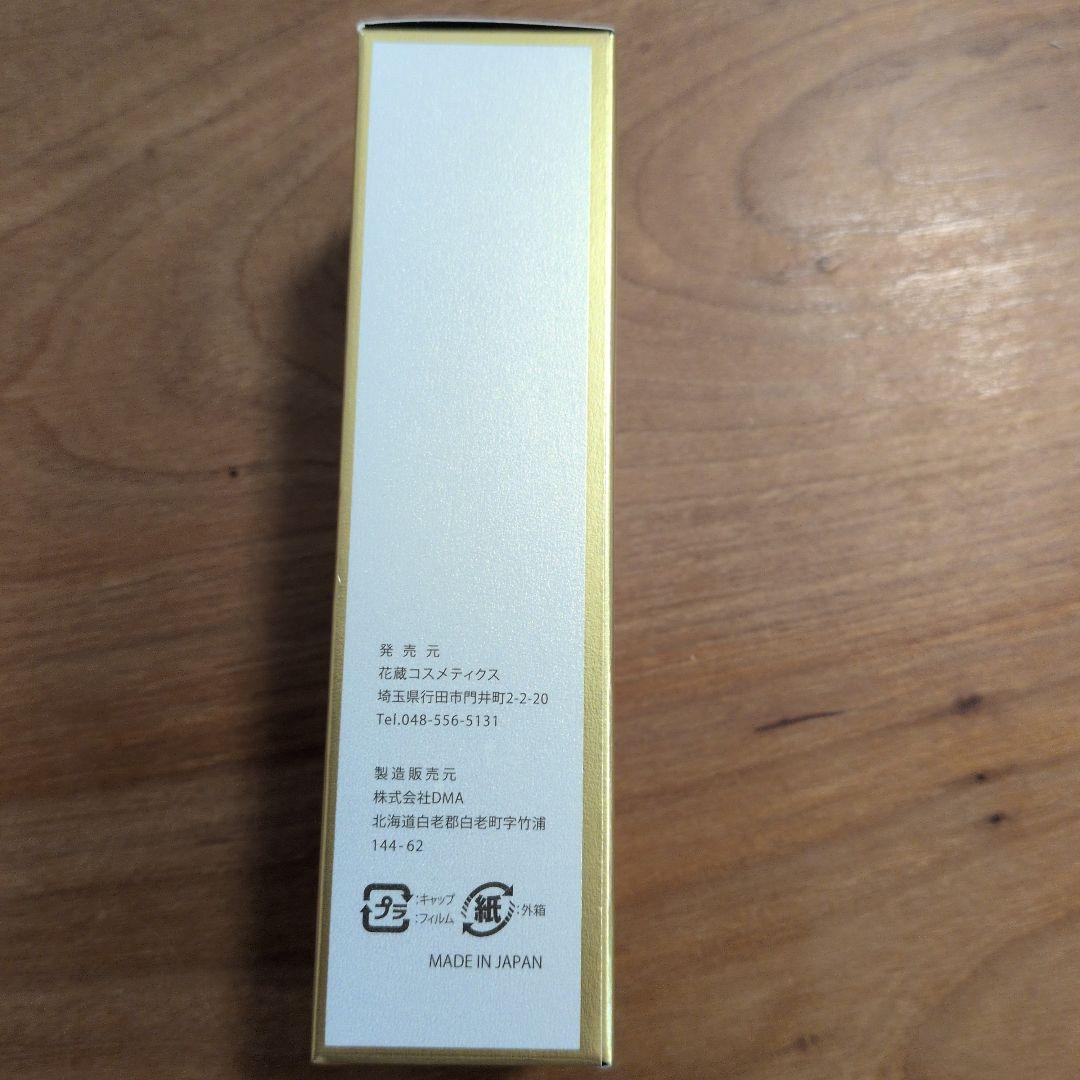 発売元
花蔵コスメティクス
埼玉県行田市門井町2-2-20
Tel.048-556-5131
製造販売元
株式会社DMA
北海道白老郡白老町字竹浦
144-62
プラ :キャップ
:フィルム
紙 :外箱
MADE IN JAPAN